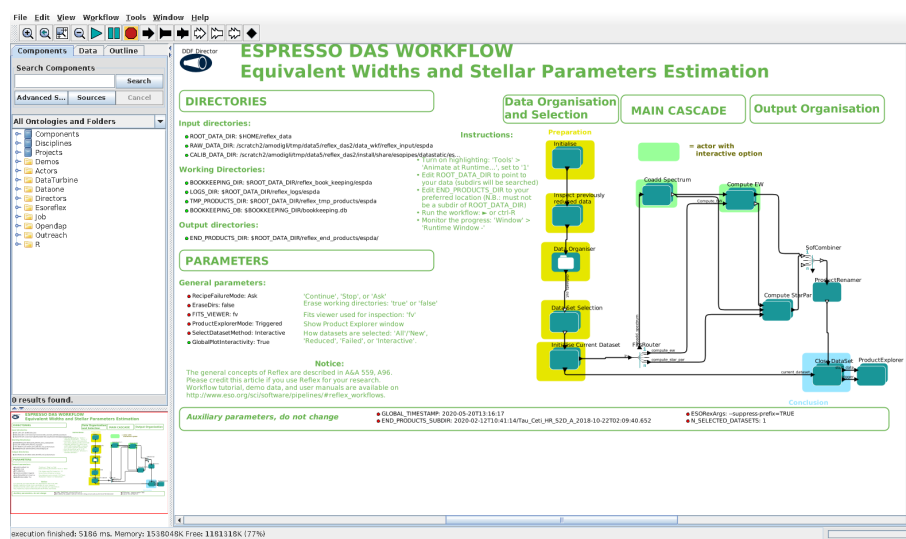 File Edit View Workflow Tools Window Help
Components Data Outline
Search Components
Search
Advanced S... Sources Cancel
All Ontologies and Folders
Components
Disciplines
Projects
Demos
Actors
DataTurbine
Dataone
Directors
Esoreflex
Job
Opendap
Outreach
R
0 results found.
DDF Director
ESPRESSO DAS WORKFLOW
Equivalent Widths and Stellar Parameters Estimation
DIRECTORIES
Input directories:
ROOT_DATA_DIR: $HOME/reflex_data
RAW_DATA_DIR: /scratch2/amodigli/tmp/data5/reflex_das2/data_wkf/reflex_input/espda
CALIB_DATA_DIR: /scratch2/amodigli/tmp/data5/reflex_das2/install/share/esopipes/datastatic/es...
Working Directories:
BOOKKEEPING_DIR: $ROOT_DATA_DIR/reflex_book_keeping/espda
LOGS_DIR: $ROOT_DATA_DIR/reflex_logs/espda
TMP_PRODUCTS_DIR: $ROOT_DATA_DIR/reflex_tmp_products/espda
BOOKKEEPING_DB: $ROOT_DATA_DIR/bookkeeping.db
Output directories:
END_PRODUCTS_DIR: $ROOT_DATA_DIR/reflex_end_products/espda/
Instructions:
• Turn on highlighting: 'Tools' >
'Animate at Runtime...', set to '1'
• Edit ROOT_DATA_DIR to point to
your data (subdirs will be searched)
• Edit END_PRODUCTS_DIR to your
preferred location (N.B.: must not
be a subdir of ROOT_DATA_DIR)
• Run the workflow: ► or ctrl-R
• Monitor the progress: 'Window' >
'Runtime Window -'
PARAMETERS
General parameters:
RecipeFailureMode: Ask 'Continue', 'Stop', or 'Ask'
EraseDirs: false Erase working directories: 'true' or 'false'
FITS_VIEWER: fv Fits viewer used for inspection: 'fv'
ProductExplorerMode: Triggered Show Product Explorer window
SelectDatasetMethod: Interactive How datasets are selected: 'All'/'New'.
GlobalPlotInteractivity: True 'Reduced', 'Failed', or 'Interactive'.
Notice:
The general concepts of Reflex are described in A&A 559, A96.
Please credit this article if you use Reflex for your research.
Workflow tutorial, demo data, and user manuals are available on
http://www.eso.org/sci/software/pipelines/#reflex_workflows.
Data Organisation
and Selection
MAIN CASCADE
Output Organisation
Preparation
Initialise
Inspect previously
reduced data
Data Organiser
Data Set Selection
Initialise Current Dataset
= actor with
interactive option
Coadd Spectrum
Compute EW
SofCombiner
ProductRenamer
Compute StarPar
FitsRouter
compute_ew
compute_star_par
Close DataSet
ProductExplorer
Conclusion
Auxiliary parameters, do not change
GLOBAL_TIMESTAMP: 2020-05-20T13:16:17
END_PRODUCTS_SUBDIR: 2020-02-12T10:41:14/Tau_Ceti_HR_S2D_A_2018-10-22T02:09:40.652
ESORexArgs: --suppress-prefix=TRUE
N_SELECTED_DATASETS: 1
execution finished: 5186 ms. Memory: 1538048K Free: 1181318K (77%)